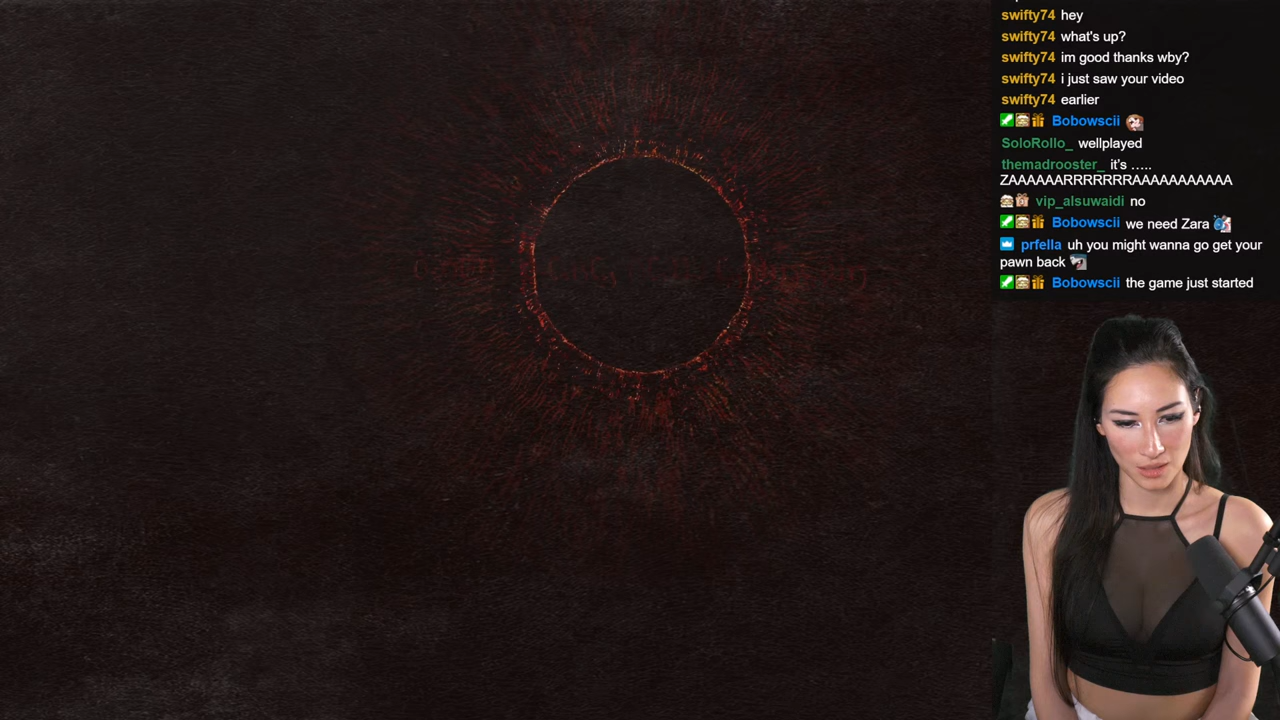 swifty74 hey
swifty74 what's up?
swifty74 im good thanks wby?
swifty74 i just saw your video
swifty74 earlier
Bobowscii
SoloRollo_ wellplayed
themadrooster_ it's …..
ZAAAAAARRRRRRRAAAAAAAAAAA
vip_alsuwaidi no
Bobowscii we need Zara
prfella uh you might wanna go get your
pawn back
Bobowscii the game just started